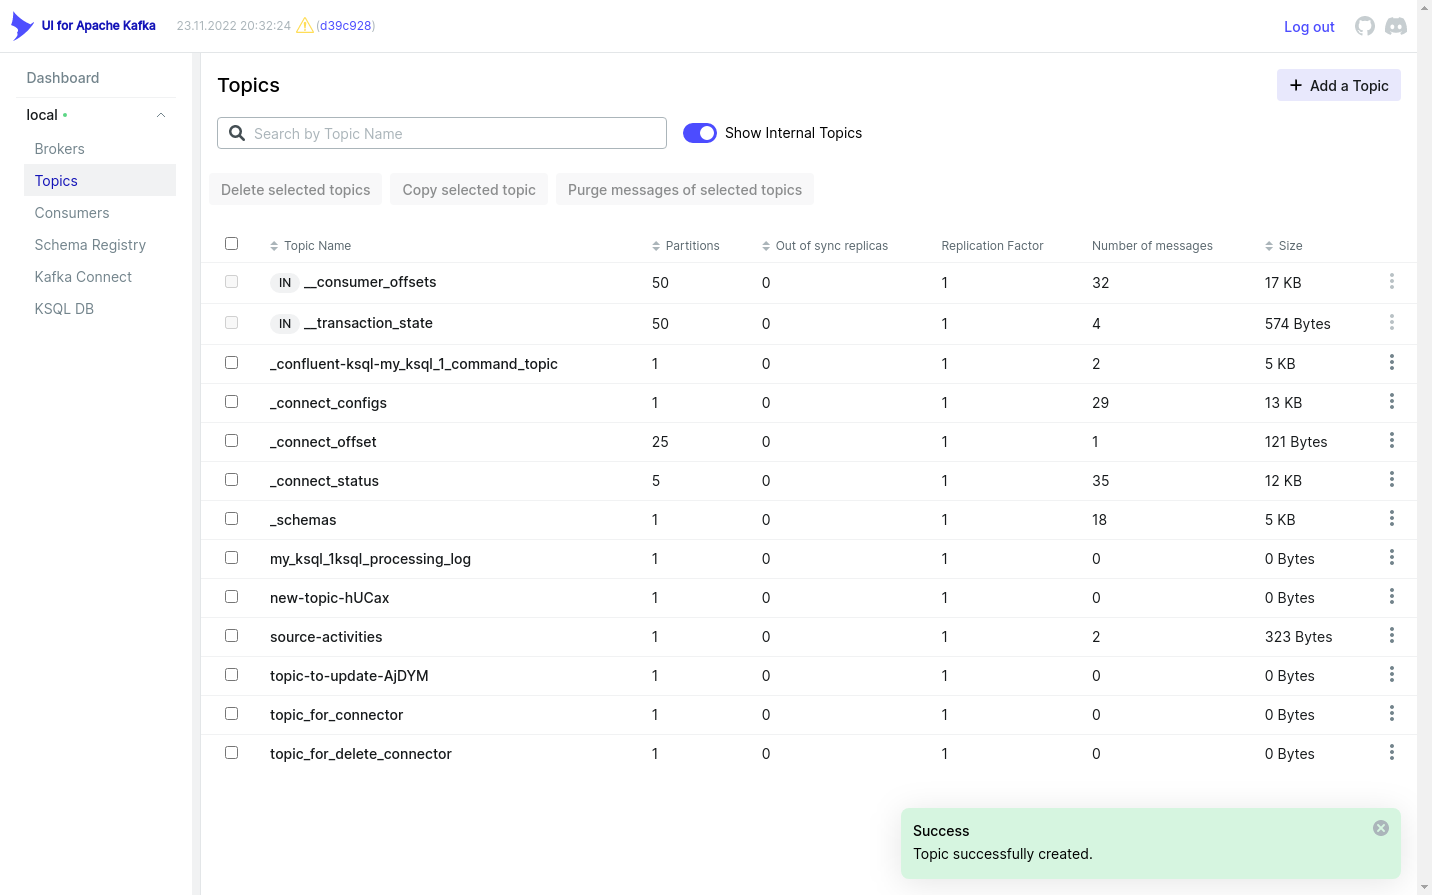 UI for Apache Kafka 23.11.2022 20:32:24 (d39c928) Log out
Dashboard
local
Brokers
Topics
Consumers
Schema Registry
Kafka Connect
KSQL DB
Topics
Add a Topic
Search by Topic Name
Show Internal Topics
Delete selected topics Copy selected topic Purge messages of selected topics
Topic Name Partitions Out of sync replicas Replication Factor Number of messages Size
IN __consumer_offsets 50 0 1 32 17 KB
IN __transaction_state 50 0 1 4 574 Bytes
_confluent-ksql-my_ksql_1_command_topic 1 0 1 2 5 KB
_connect_configs 1 0 1 29 13 KB
_connect_offset 25 0 1 1 121 Bytes
_connect_status 5 0 1 35 12 KB
_schemas 1 0 1 18 5 KB
my_ksql_1ksql_processing_log 1 0 1 0 0 Bytes
new-topic-hUCax 1 0 1 0 0 Bytes
source-activities 1 0 1 2 323 Bytes
topic-to-update-AjDYM 1 0 1 0 0 Bytes
topic_for_connector 1 0 1 0 0 Bytes
topic_for_delete_connector 1 0 1 0 0 Bytes
Success
Topic successfully created.